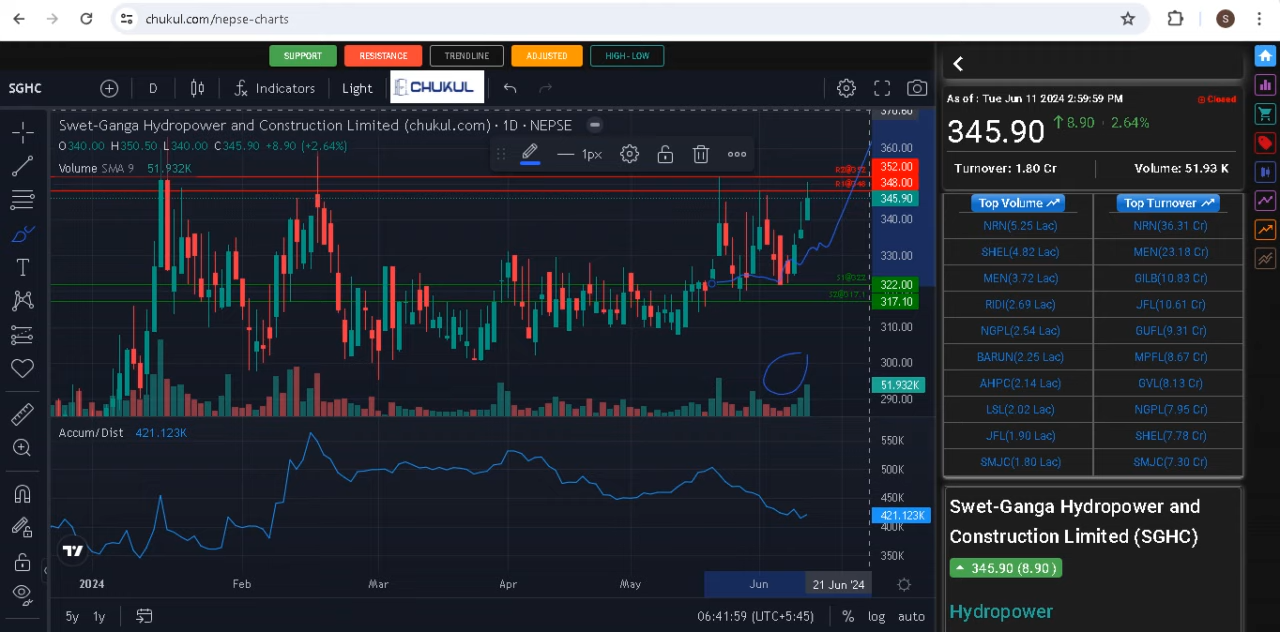 chukul.com/nepse-charts
S
SUPPORT RESISTANCE TRENDLINE ADJUSTED HIGH-LOW
SGHC D Indicators Light CHUKUL
Swet-Ganga Hydropower and Construction Limited (chukul.com) · 1D · NEPSE
O340.00 H350.50 L340.00 C345.90 +8.90 (+2.64%)
1px
Volume SMA 9 51.932K
370.60
360.00
352.00
348.00
345.90
340.00
330.00
322.00
317.10
310.00
300.00
51.932K
290.00
Accum/Dist 421.123K
550K
500K
450K
421.123K
400K
350K
2024 Feb Mar Apr May Jun 21 Jun '24
5y 1y 06:41:59 (UTC+5:45) % log auto
As of : Tue Jun 11 2024 2:59:59 PM Closed
345.90 8.90 · 2.64%
Turnover: 1.80 Cr Volume: 51.93 K
Top Volume Top Turnover
NRN(5.25 Lac) NRN(36.31 Cr)
SHEL(4.82 Lac) MEN(23.18 Cr)
MEN(3.72 Lac) GILB(10.83 Cr)
RIDI(2.69 Lac) JFL(10.61 Cr)
NGPL(2.54 Lac) GUFL(9.31 Cr)
BARUN(2.25 Lac) MPFL(8.67 Cr)
AHPC(2.14 Lac) GVL(8.13 Cr)
LSL(2.02 Lac) NGPL(7.95 Cr)
JFL(1.90 Lac) SHEL(7.78 Cr)
SMJC(1.80 Lac) SMJC(7.30 Cr)
Swet-Ganga Hydropower and
Construction Limited (SGHC)
345.90 (8.90 )
Hydropower